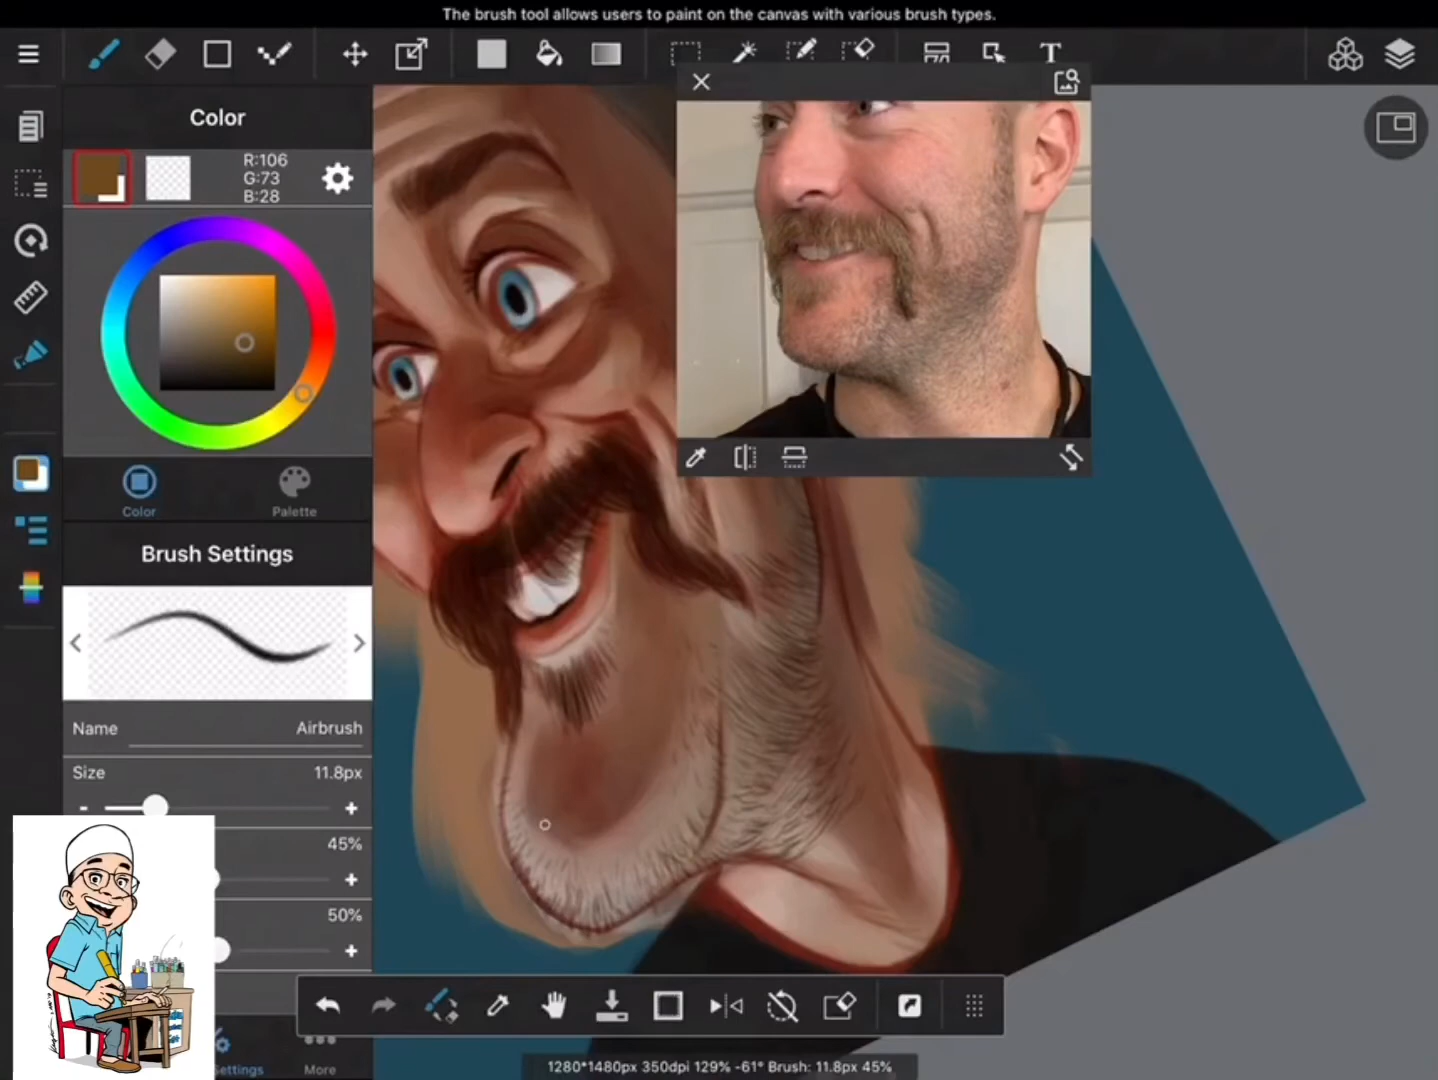 The brush tool allows users to paint on the canvas with various brush types.
T
Color
R:106
G:73
B:28
Color
Palette
Brush Settings
Name
Airbrush
Size
11.8px
-
+
45%
+
50%
+
Settings
More
1280*1480px 350dpi 129% -61° Brush: 11.8px 45%